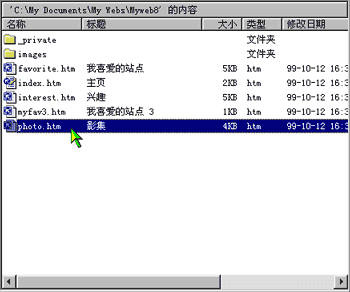 'C:\My Documents\My Webs\Myweb8' 的内容
名称 标题 大小 类型 修改日期
_private 文件夹
images 文件夹
favorite.htm 我喜爱的站点 5KB htm 99-10-12 16:3
index.htm 主页 2KB htm 99-10-12 16:3
interest.htm 兴趣 5KB htm 99-10-12 16:3
myfav3.htm 我喜爱的站点 3 1KB htm 99-10-12 16:3
photo.htm 影集 4KB htm 99-10-12 16:3